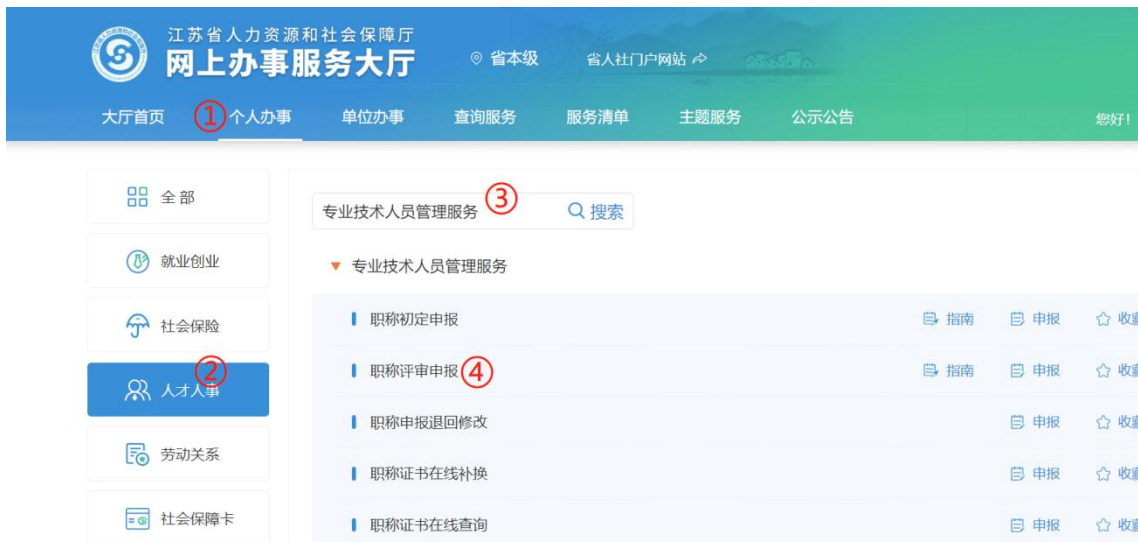 江苏省人力资源和社会保障厅
网上办事服务大厅
省本级
省人社门户网站
大厅首页 ① 个人办事 单位办事 查询服务 服务清单 主题服务 公示公告 您好!
全部
就业创业
社会保险
② 人才人事
劳动关系
社会保障卡
专业技术人员管理服务 ③ 搜索
专业技术人员管理服务
职称初定申报 指南 申报 收
职称评审申报 ④ 指南 申报 收
职称申报退回修改 申报 收
职称证书在线补换 申报 收
职称证书在线查询 申报 收